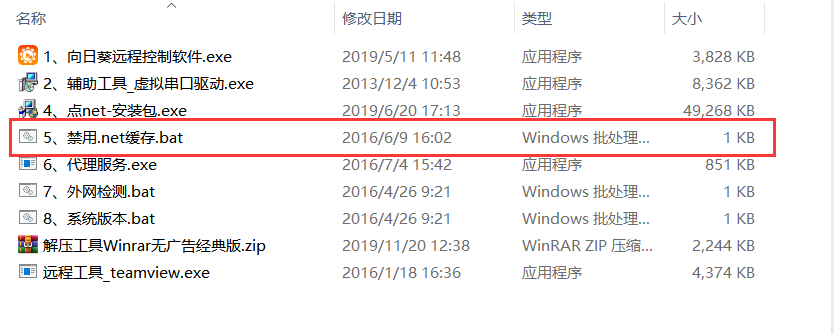 名称 修改日期 类型 大小
1、向日葵远程控制软件.exe 2019/5/11 11:48 应用程序 3,828 KB
2、辅助工具_虚拟串口驱动.exe 2013/12/4 10:53 应用程序 8,362 KB
4、点net-安装包.exe 2019/6/20 17:13 应用程序 49,268 KB
5、禁用.net缓存.bat 2016/6/9 16:02 Windows 批处理... 1 KB
6、代理服务.exe 2016/7/4 15:42 应用程序 851 KB
7、外网检测.bat 2016/4/26 9:21 Windows 批处理... 1 KB
8、系统版本.bat 2016/4/26 9:21 Windows 批处理... 1 KB
解压工具Winrar无广告经典版.zip 2019/11/20 12:38 WinRAR ZIP 压缩... 2,244 KB
远程工具_teamview.exe 2016/1/18 16:36 应用程序 4,374 KB